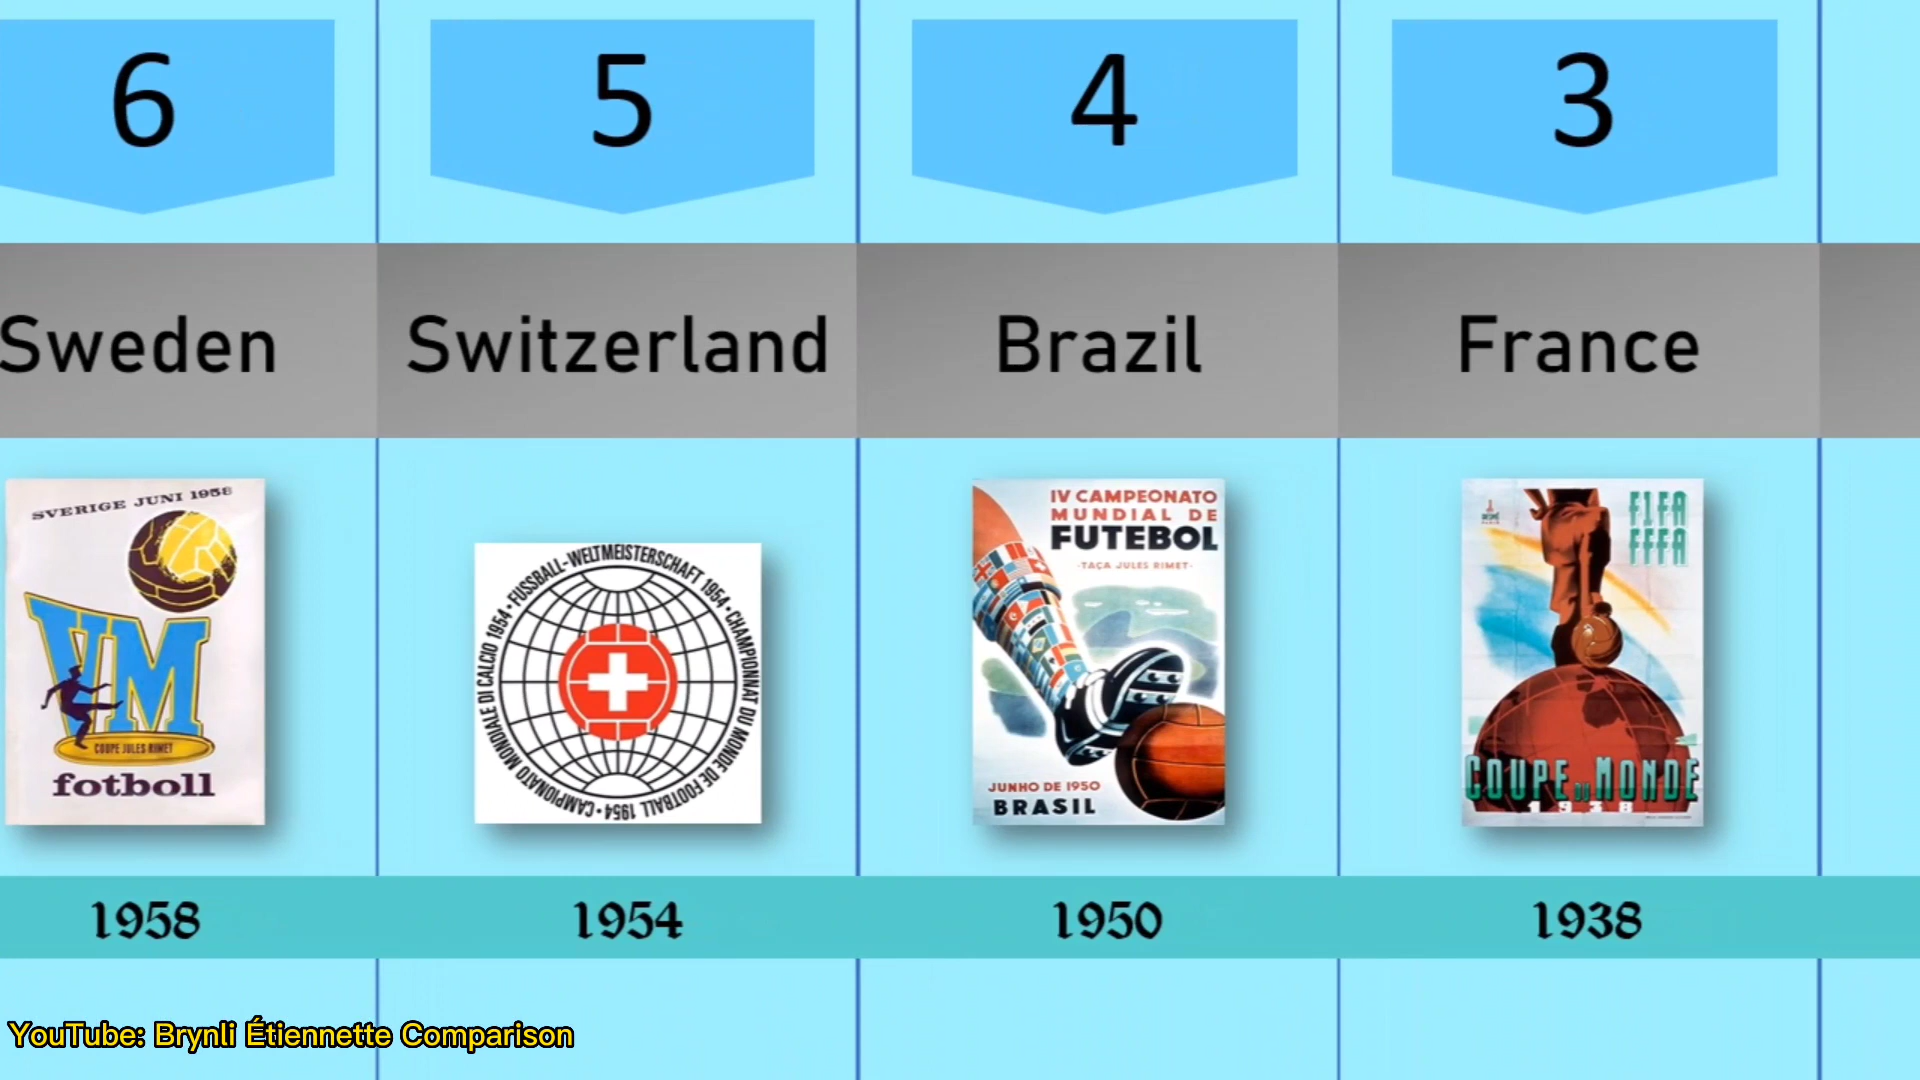 6
5
4
3
Sweden
Switzerland
Brazil
France
SVERIGE JUNI 1958
VM
COUPE JULES RIMET
fotboll
FUSSBALL-WELTMEISTERSCHAFT 1954 • CHAMPIONNAT DU MONDE DE FOOTBALL 1954 • CAMPIONATO MONDIALE DI CALCIO 1954 •
IV CAMPEONATO
MUNDIAL DE
FUTEBOL
-TAÇA JULES RIMET-
JUNHO DE 1950
BRASIL
FIFA
FFFA
COUPE DU MONDE
1938
1958
1954
1950
1938
YouTube: Brynli Étiennette Comparison